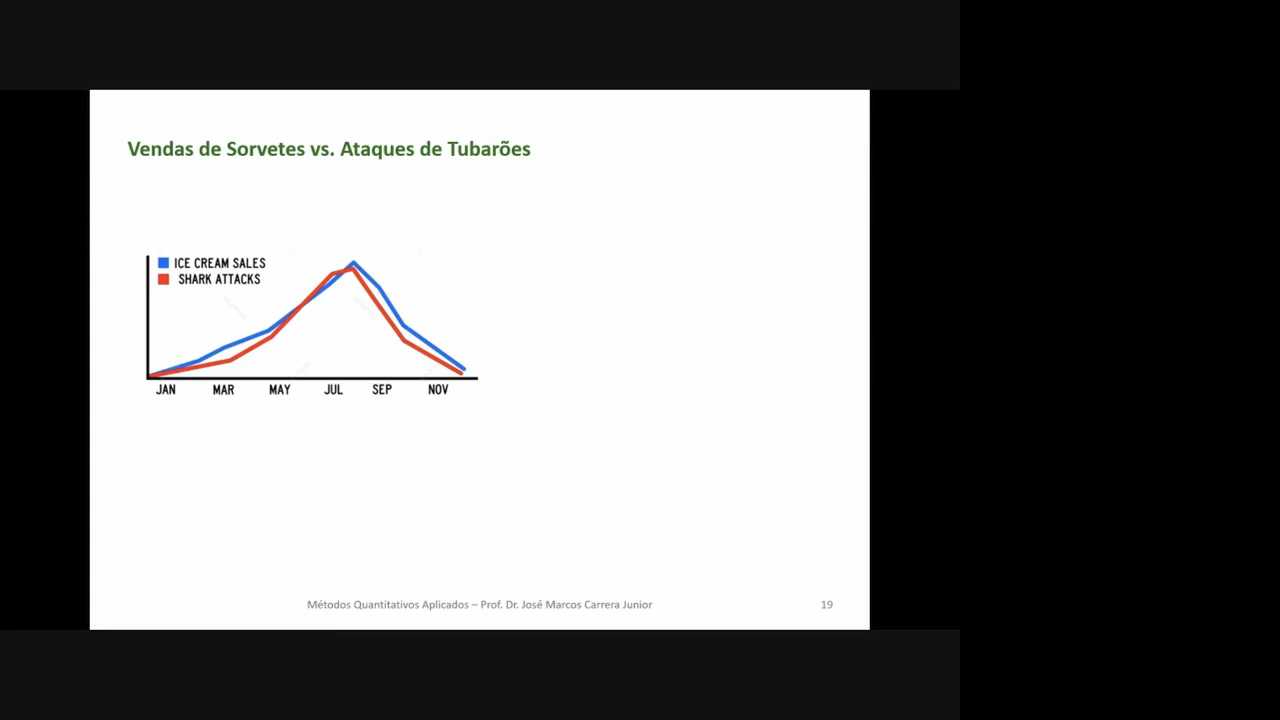 Vendas de Sorvetes vs. Ataques de Tubarões
ICE CREAM SALES
SHARK ATTACKS
JAN MAR MAY JUL SEP NOV
Métodos Quantitativos Aplicados – Prof. Dr. José Marcos Carrera Junior 19